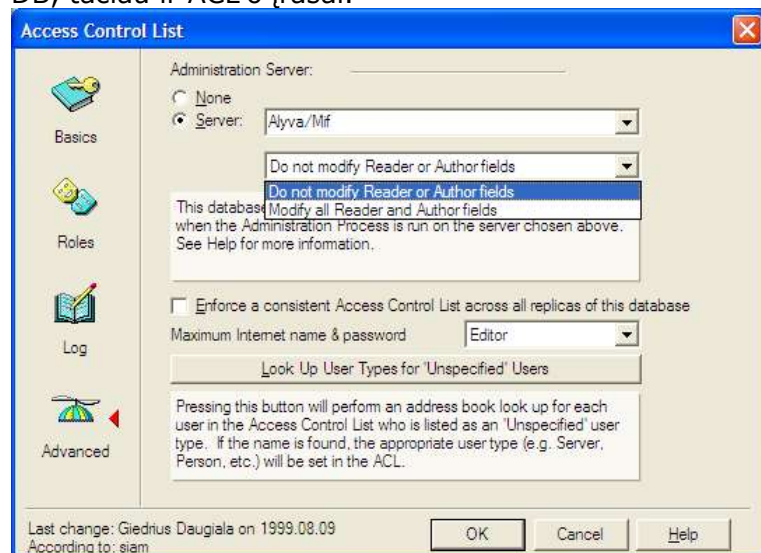 DB, tačiau ir ACL'o įrašai.
Access Control List
Basics
Roles
Log
Advanced
Administration Server:
None
Server: Alyva/Mif
Do not modify Reader or Author fields
Do not modify Reader or Author fields
Modify all Reader and Author fields
This database
when the Administration Process is run on the server chosen above.
See Help for more information.
Enforce a consistent Access Control List across all replicas of this database
Maximum Internet name & password Editor
Look Up User Types for 'Unspecified' Users
Pressing this button will perform an address book look up for each
user in the Access Control List who is listed as an 'Unspecified' user
type. If the name is found, the appropriate user type (e.g. Server,
Person, etc.) will be set in the ACL.
Last change: Giedrius Daugiala on 1999.08.09
According to: siam
OK Cancel Help